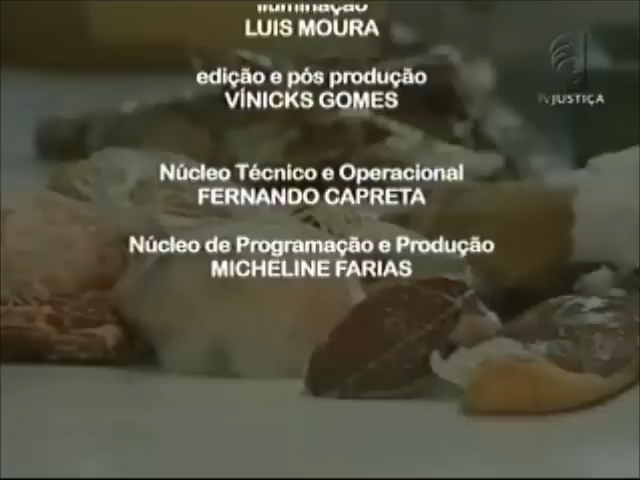 iluminação
LUIS MOURA
edição e pós produção
VÍNICKS GOMES
Núcleo Técnico e Operacional
FERNANDO CAPRETA
Núcleo de Programação e Produção
MICHELINE FARIAS
TV JUSTIÇA